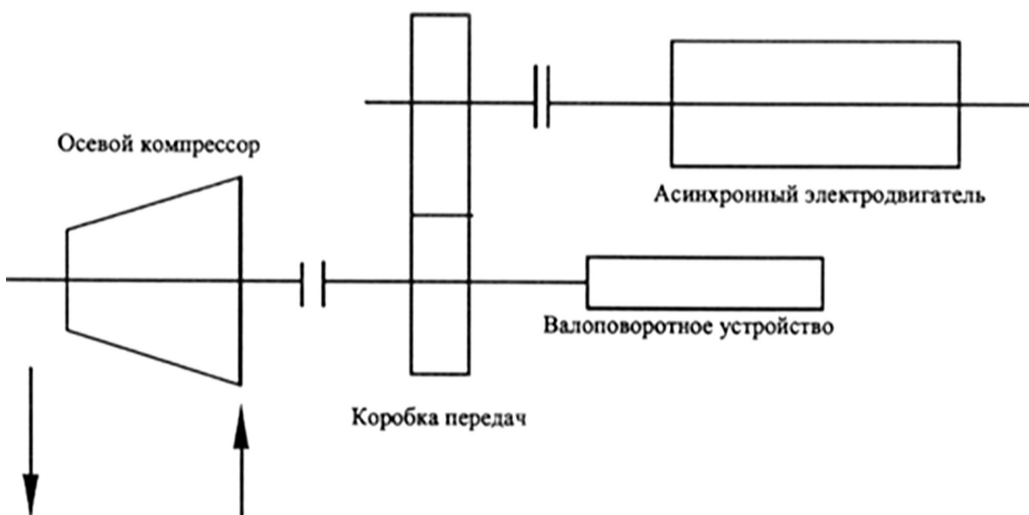 Осевой компрессор
Асинхронный электродвигатель
Валоповоротное устройство
Коробка передач